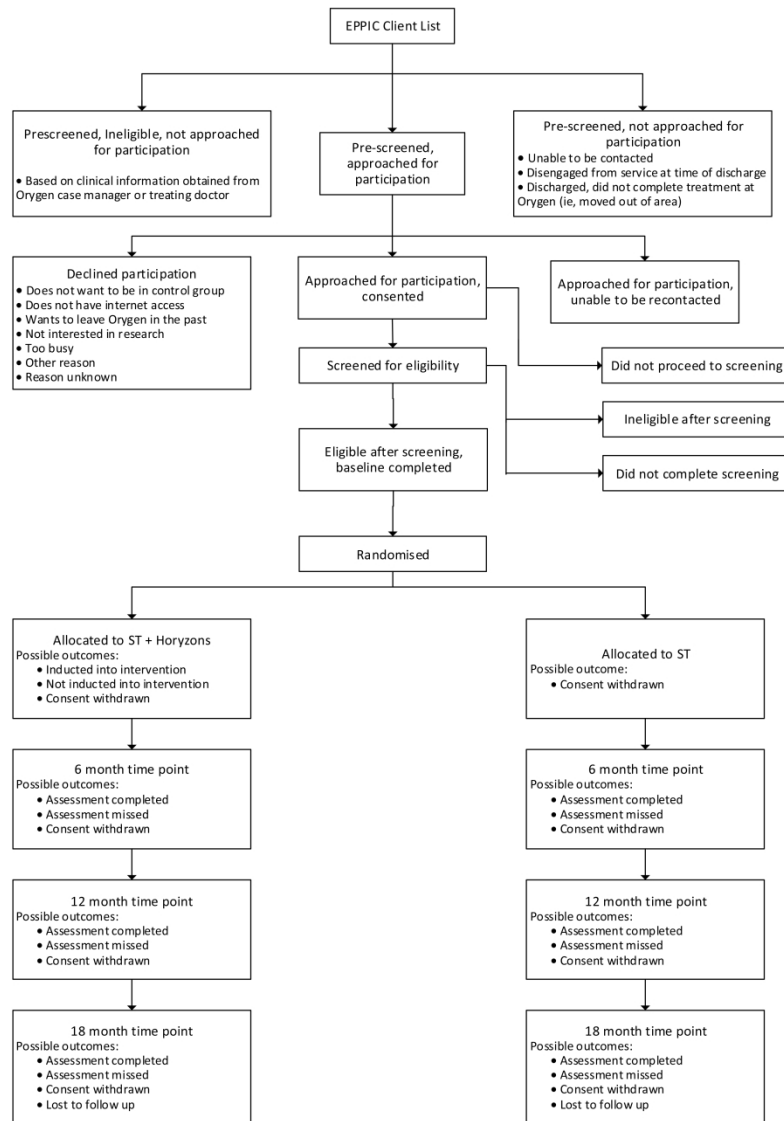 EPPIC Client List
Prescreened, Ineligible, not approached
for participation
● Based on clinical information obtained from
Orygen case manager or treating doctor
Pre-screened,
approached for
participation
Pre-screened, not approached for
participation
● Unable to be contacted
● Disengaged from service at time of discharge
● Discharged, did not complete treatment at
Orygen (ie, moved out of area)
Declined participation
● Does not want to be in control group
● Does not have internet access
● Wants to leave Orygen in the past
● Not interested in research
● Too busy
● Other reason
● Reason unknown
Approached for participation,
consented
Approached for participation,
unable to be recontacted
Screened for eligibility
Did not proceed to screening
Ineligible after screening
Eligible after screening,
baseline completed
Did not complete screening
Randomised
Allocated to ST + Horyzons
Possible outcomes:
● Inducted into intervention
● Not inducted into intervention
● Consent withdrawn
Allocated to ST
Possible outcome:
● Consent withdrawn
6 month time point
Possible outcomes:
● Assessment completed
● Assessment missed
● Consent withdrawn
6 month time point
Possible outcomes:
● Assessment completed
● Assessment missed
● Consent withdrawn
12 month time point
Possible outcomes:
● Assessment completed
● Assessment missed
● Consent withdrawn
12 month time point
Possible outcomes:
● Assessment completed
● Assessment missed
● Consent withdrawn
18 month time point
Possible outcomes:
● Assessment completed
● Assessment missed
● Consent withdrawn
● Lost to follow up
18 month time point
Possible outcomes:
● Assessment completed
● Assessment missed
● Consent withdrawn
● Lost to follow up